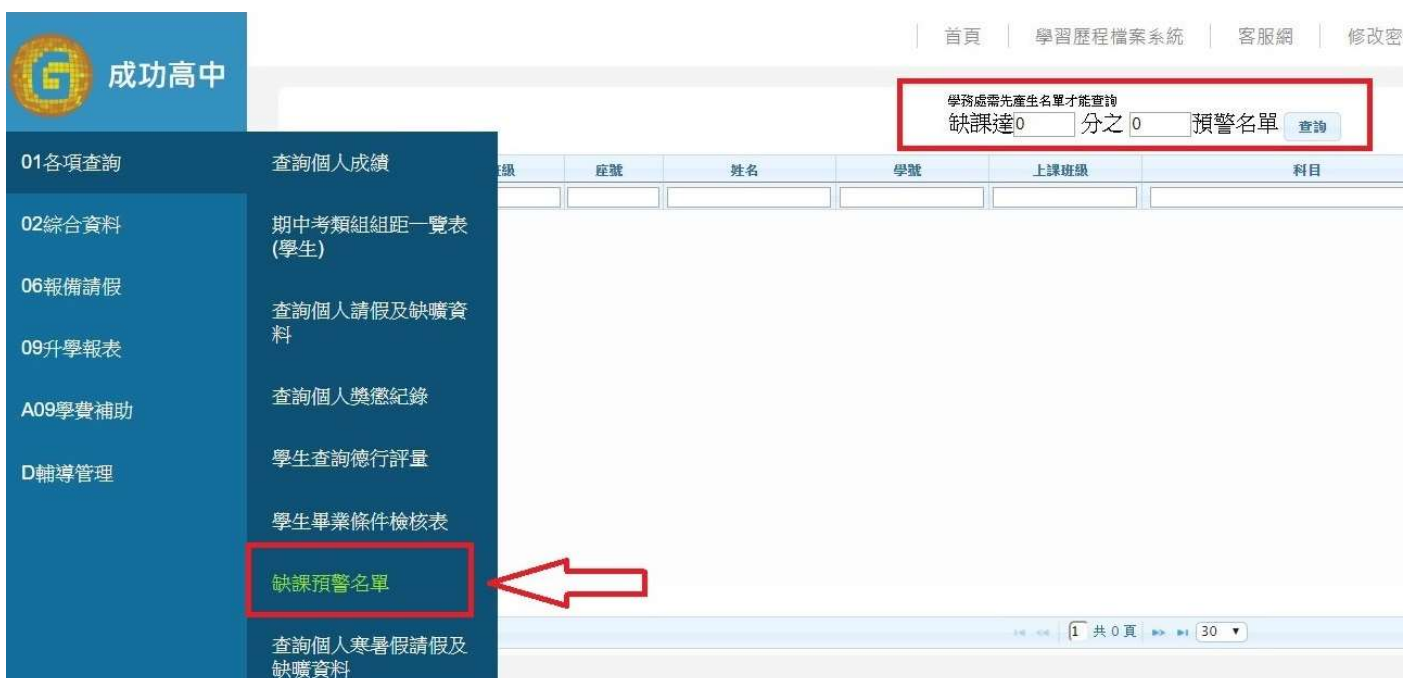 首頁
學習歷程檔案系統
客服網
修改密
成功高中
學務處需先產生名單才能查詢
缺課達0 分之 0 預警名單 查詢
01各項查詢
02綜合資料
06報備請假
09升學報表
A09學費補助
D輔導管理
查詢個人成績
期中考類組組距一覽表
(學生)
查詢個人請假及缺曠資
料
查詢個人獎懲紀錄
學生查詢德行評量
學生畢業條件檢核表
缺課預警名單
查詢個人寒暑假請假及
缺曠資料
級 座號 姓名 學號 上課班級 科目
1 共 0 頁 30